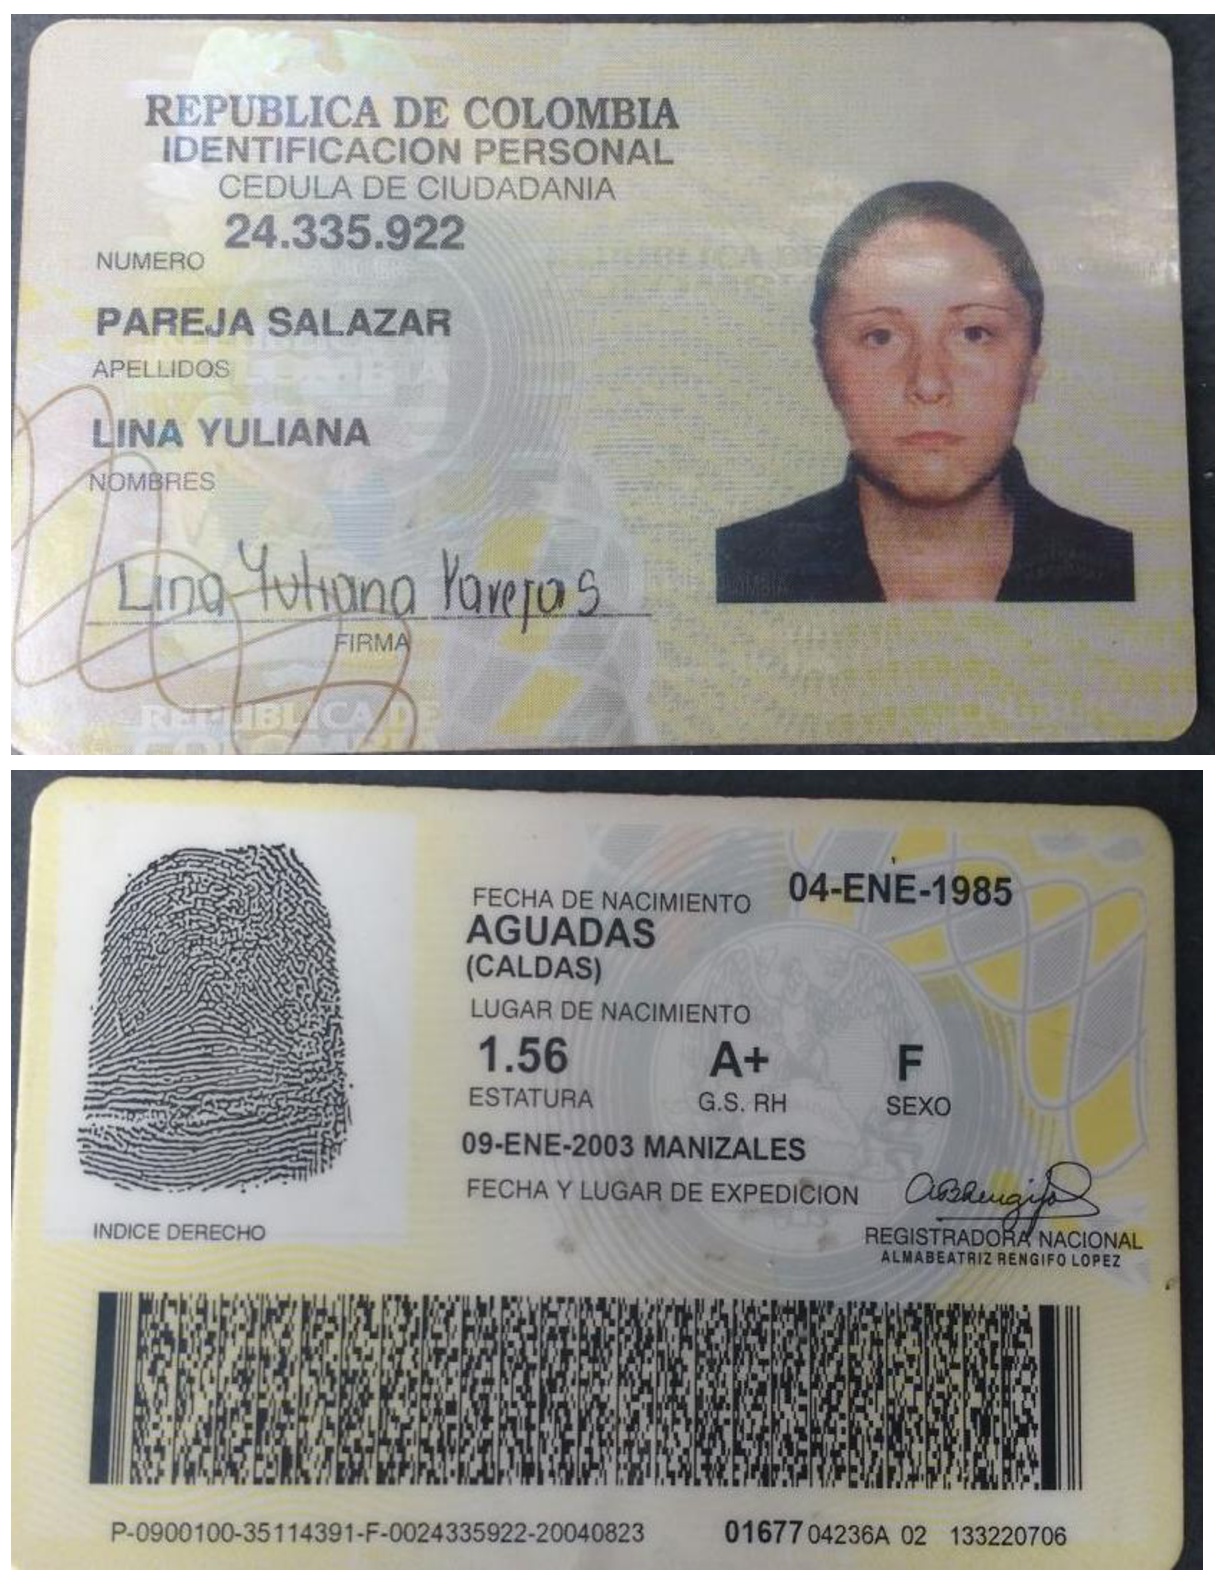 REPUBLICA DE COLOMBIA
IDENTIFICACION PERSONAL
CEDULA DE CIUDADANIA
NUMERO 24.335.922
PAREJA SALAZAR
APELLIDOS
LINA YULIANA
NOMBRES
Lina Yuliana Pareja S
FIRMA
REPUBLICA DE
FECHA DE NACIMIENTO 04-ENE-1985
AGUADAS
(CALDAS)
LUGAR DE NACIMIENTO
1.56 A+ F
ESTATURA G.S. RH SEXO
09-ENE-2003 MANIZALES
FECHA Y LUGAR DE EXPEDICION
INDICE DERECHO
REGISTRADORA NACIONAL
ALMABEATRIZ RENGIFO LOPEZ
P-0900100-35114391-F-0024335922-20040823 01677 04236A 02 133220706